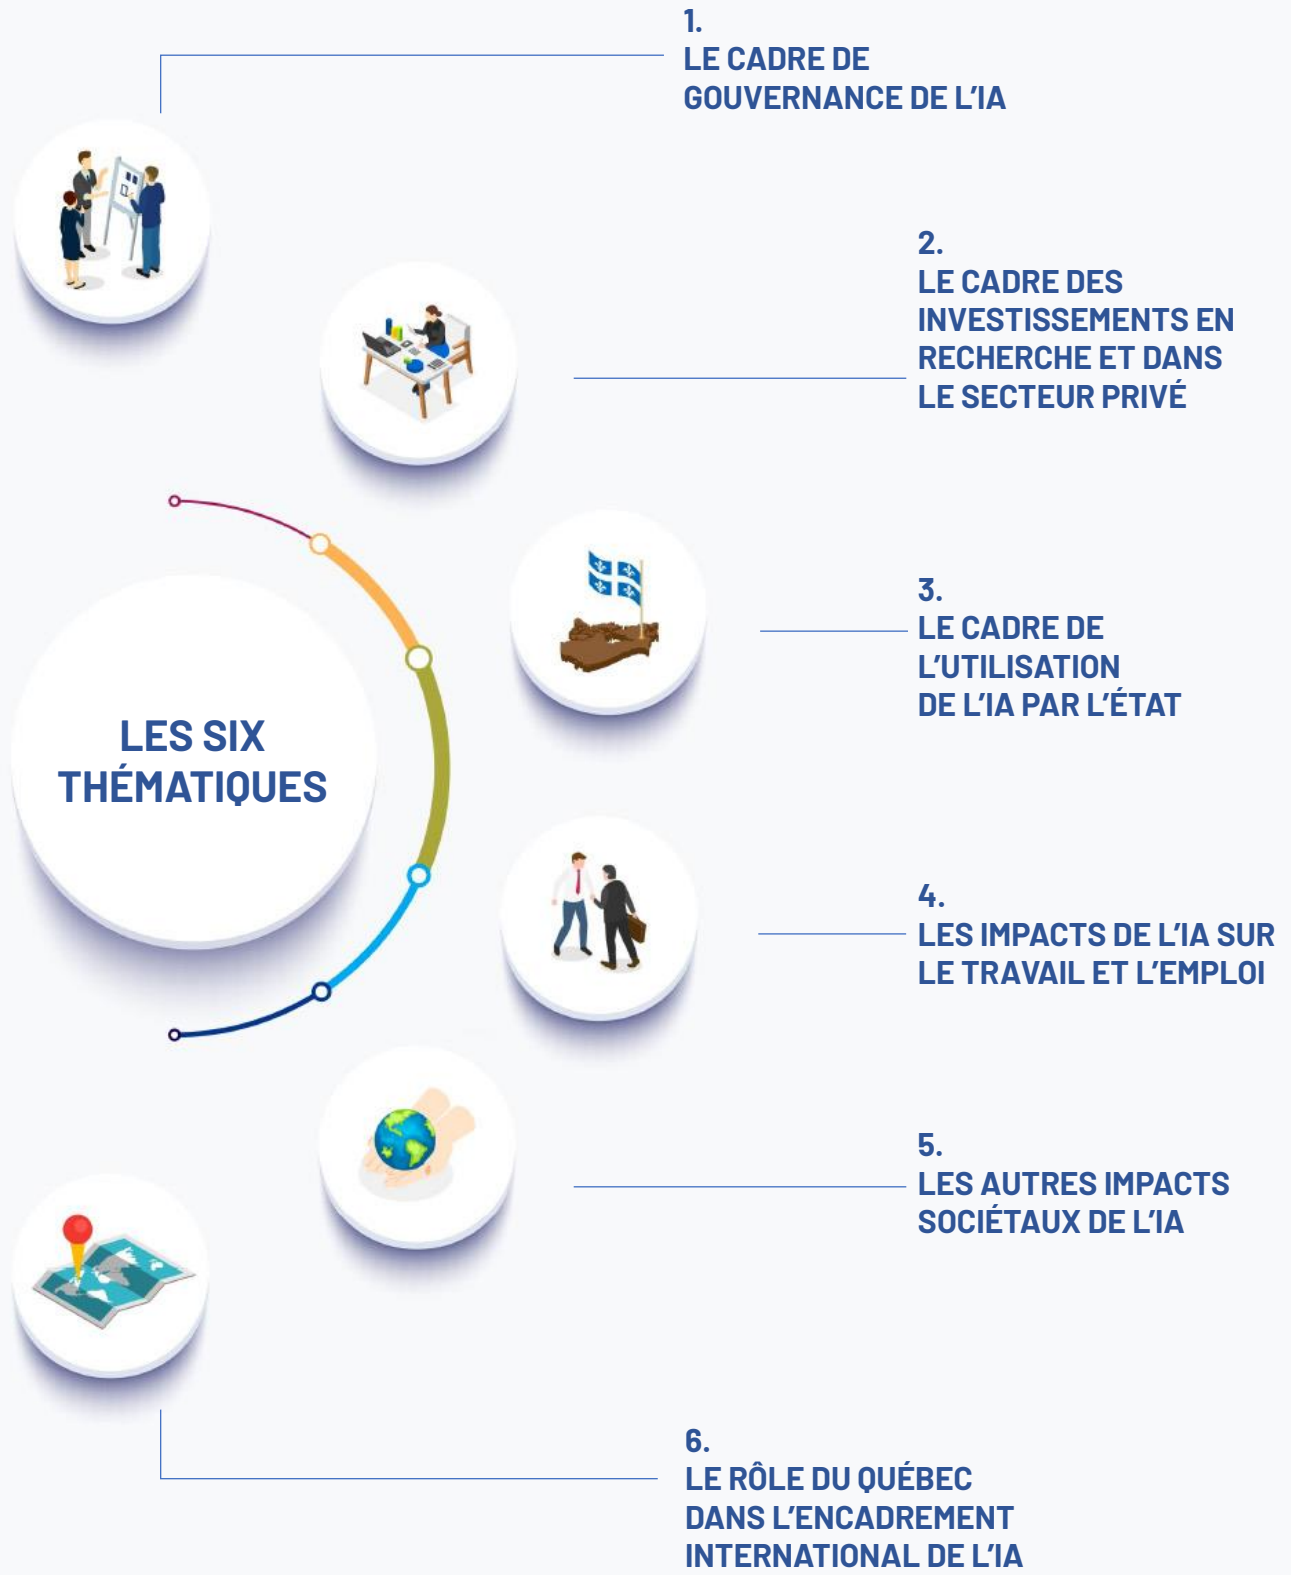 1.
LE CADRE DE
GOUVERNANCE DE L'IA
2.
LE CADRE DES
INVESTISSEMENTS EN
RECHERCHE ET DANS
LE SECTEUR PRIVÉ
3.
LE CADRE DE
L'UTILISATION
DE L'IA PAR L'ÉTAT
LES SIX
THÉMATIQUES
4.
LES IMPACTS DE L'IA SUR
LE TRAVAIL ET L'EMPLOI
5.
LES AUTRES IMPACTS
SOCIÉTAUX DE L'IA
6.
LE RÔLE DU QUÉBEC
DANS L'ENCADREMENT
INTERNATIONAL DE L'IA